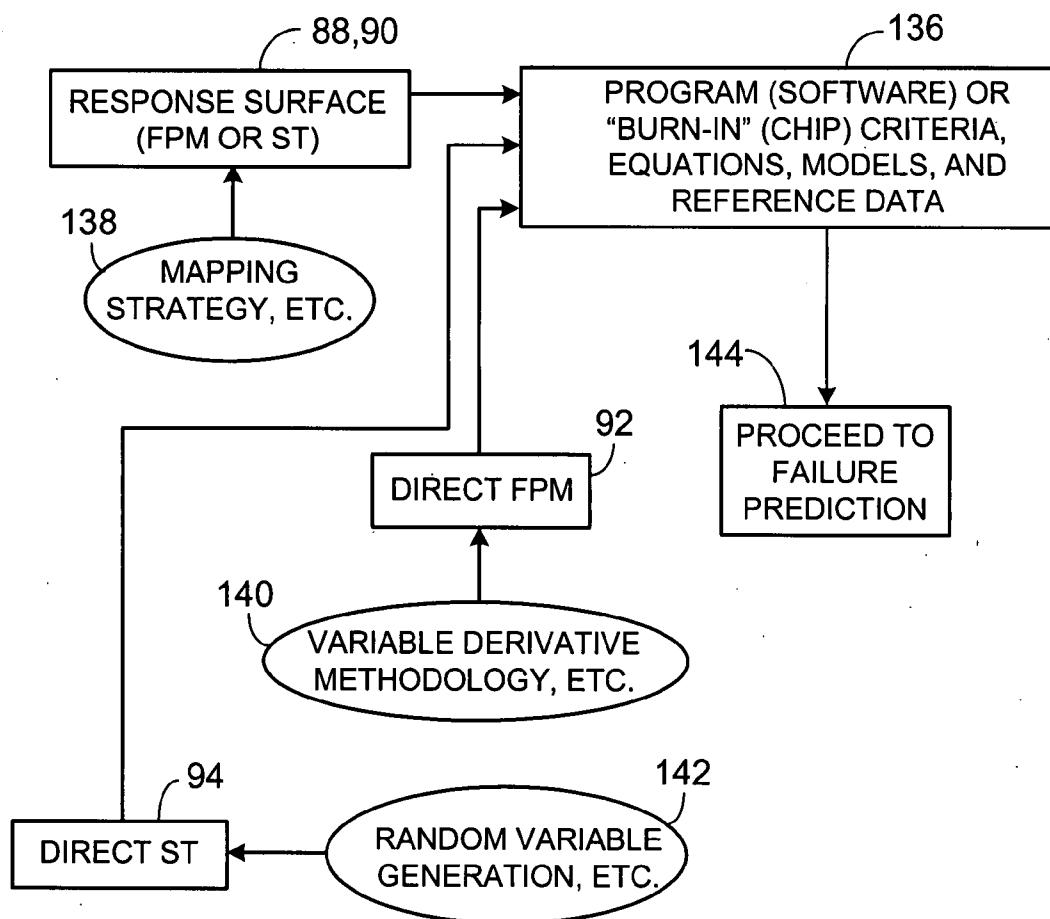 88,90
RESPONSE SURFACE
(FPM OR ST)
136
PROGRAM (SOFTWARE) OR
“BURN-IN” (CHIP) CRITERIA,
EQUATIONS, MODELS, AND
REFERENCE DATA
138
MAPPING
STRATEGY, ETC.
144
PROCEED TO
FAILURE
PREDICTION
92
DIRECT FPM
140
VARIABLE DERIVATIVE
METHODOLOGY, ETC.
94
DIRECT ST
142
RANDOM VARIABLE
GENERATION, ETC.